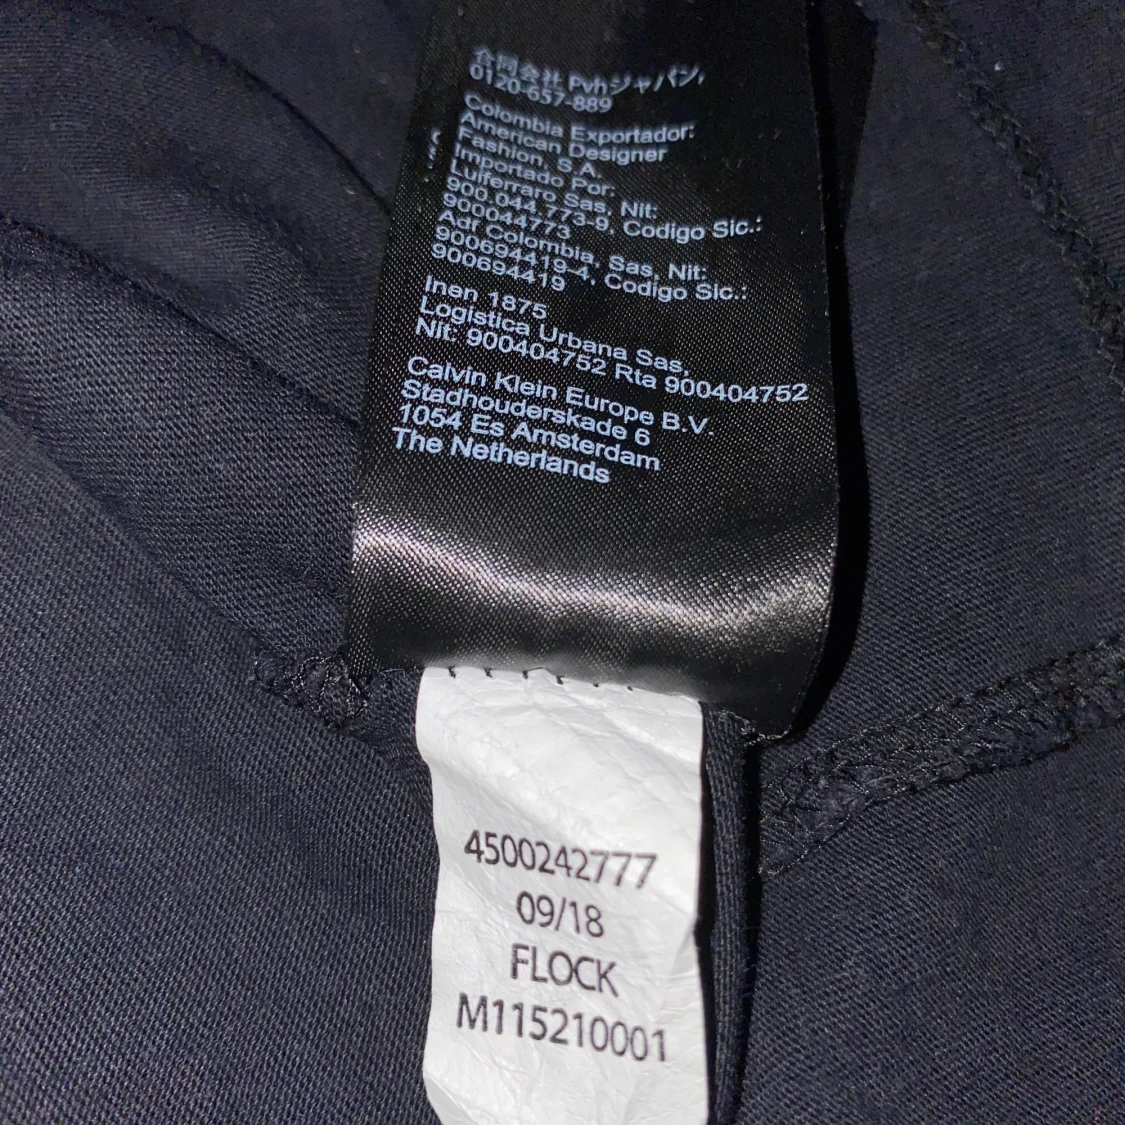 合同会社 Pvhジャパン,
0120-657-889
Colombia Exportador:
American Designer
Fashion, S.A.
Importado Por:
Luiferraro Sas, Nit:
900.044.773-9, Codigo Sic.:
900044773
Adr Colombia, Sas, Nit:
900694419-4, Codigo Sic.:
900694419
Inen 1875
Logistica Urbana Sas,
Nit. 900404752 Rta 900404752
Calvin Klein Europe B.V.
Stadhouderskade 6
1054 Es Amsterdam
The Netherlands
4500242777
09/18
FLOCK
M115210001